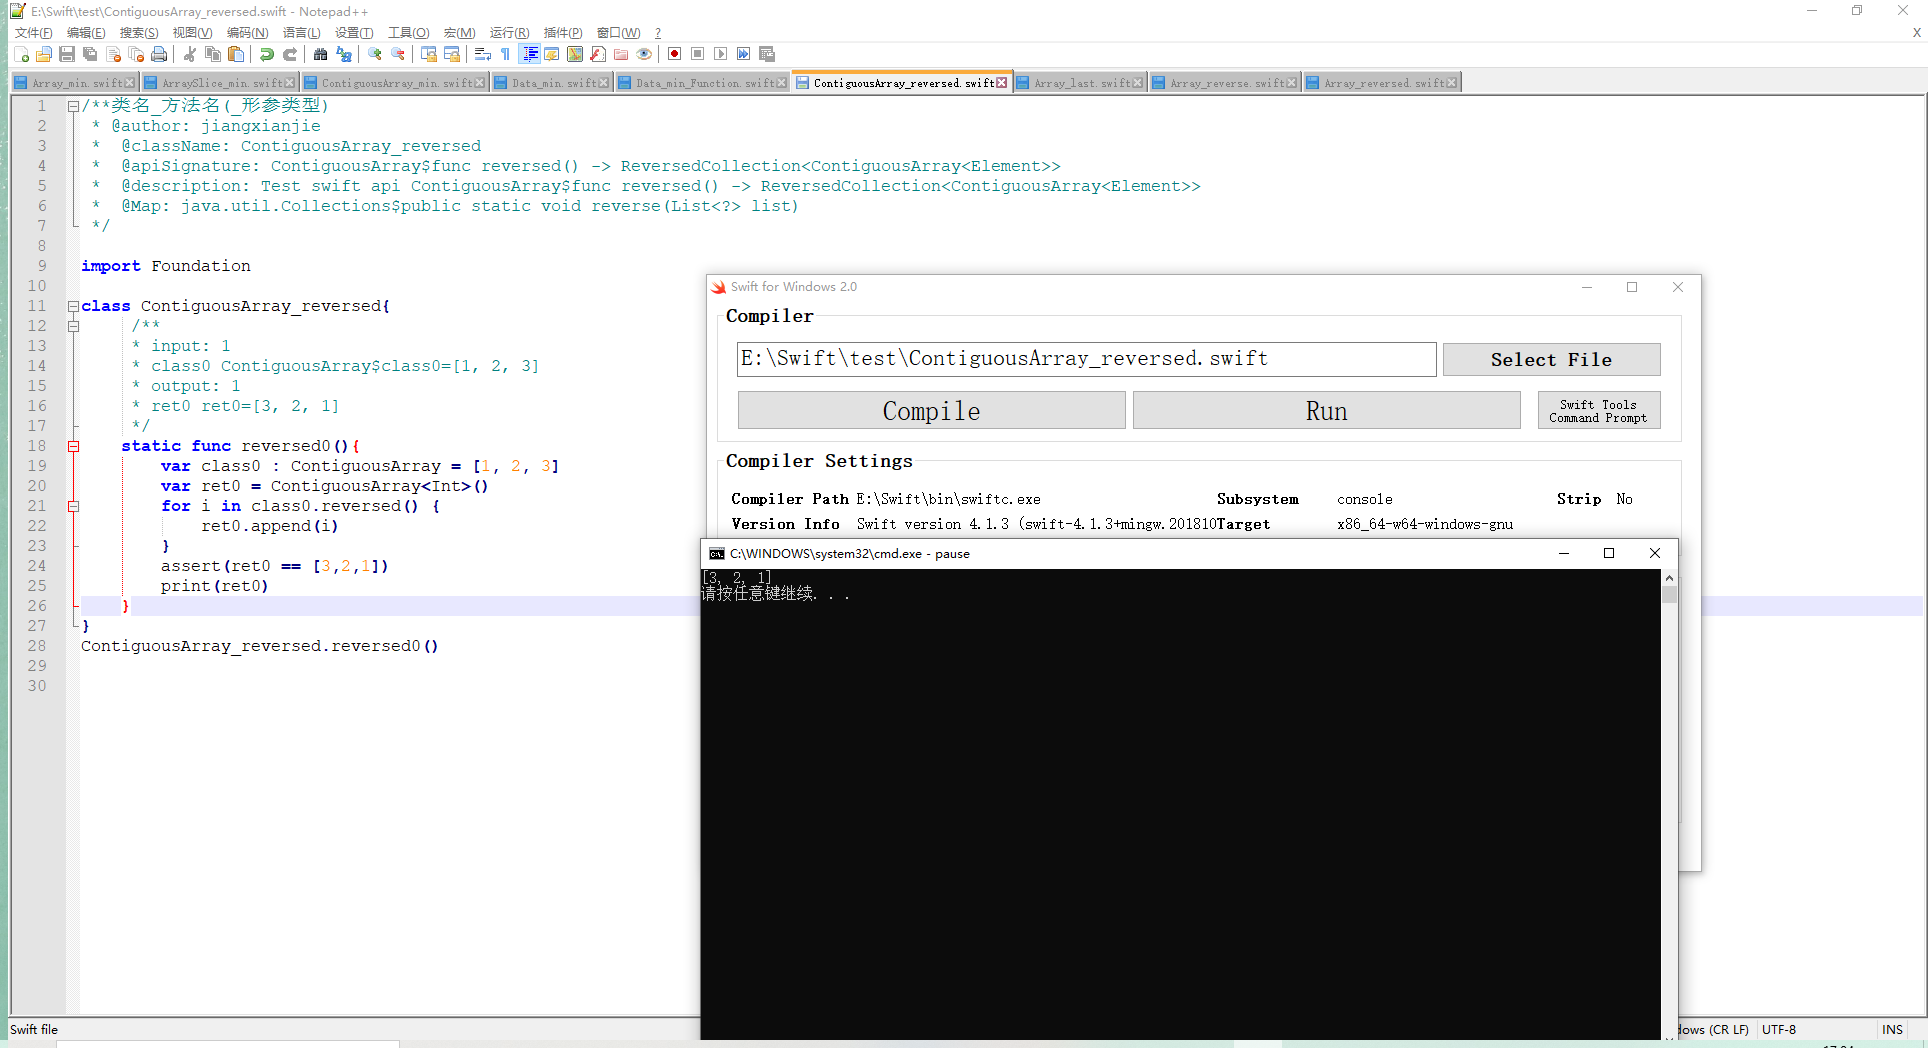 E:\Swift\test\ContiguousArray_reversed.swift - Notepad++
文件(F) 编辑(E) 搜索(S) 视图(V) 编码(N) 语言(L) 设置(T) 工具(O) 宏(M) 运行(R) 插件(P) 窗口(W) ? X
Array_min.swift ArraySlice_min.swift ContiguousArray_min.swift Data_min.swift Data_min_Function.swift ContiguousArray_reversed.swift Array_last.swift Array_reverse.swift Array_reversed.swift
1 /**类名_方法名(_形参类型)
2 * @author: jiangxianjie
3 * @className: ContiguousArray_reversed
4 * @apiSignature: ContiguousArray$func reversed() -> ReversedCollection<ContiguousArray<Element>>
5 * @description: Test swift api ContiguousArray$func reversed() -> ReversedCollection<ContiguousArray<Element>>
6 * @Map: java.util.Collections$public static void reverse(List<?> list)
7 */
8
9 import Foundation
10
11 class ContiguousArray_reversed{
12 /**
13 * input: 1
14 * class0 ContiguousArray$class0=[1, 2, 3]
15 * output: 1
16 * ret0 ret0=[3, 2, 1]
17 */
18 static func reversed0(){
19 var class0 : ContiguousArray = [1, 2, 3]
20 var ret0 = ContiguousArray<Int>()
21 for i in class0.reversed() {
22 ret0.append(i)
23 }
24 assert(ret0 == [3,2,1])
25 print(ret0)
26 }
27 }
28 ContiguousArray_reversed.reversed0()
29
30
Swift for Windows 2.0
Compiler
E:\Swift\test\ContiguousArray_reversed.swift Select File
Compile Run Swift Tools
Command Prompt
Compiler Settings
Compiler Path E:\Swift\bin\swiftc.exe Subsystem console Strip No
Version Info Swift version 4.1.3 (swift-4.1.3+mingw.201810 Target x86_64-w64-windows-gnu
C:\WINDOWS\system32\cmd.exe - pause
[3, 2, 1]
请按任意键继续. . .
Swift file dows (CR LF) UTF-8 INS